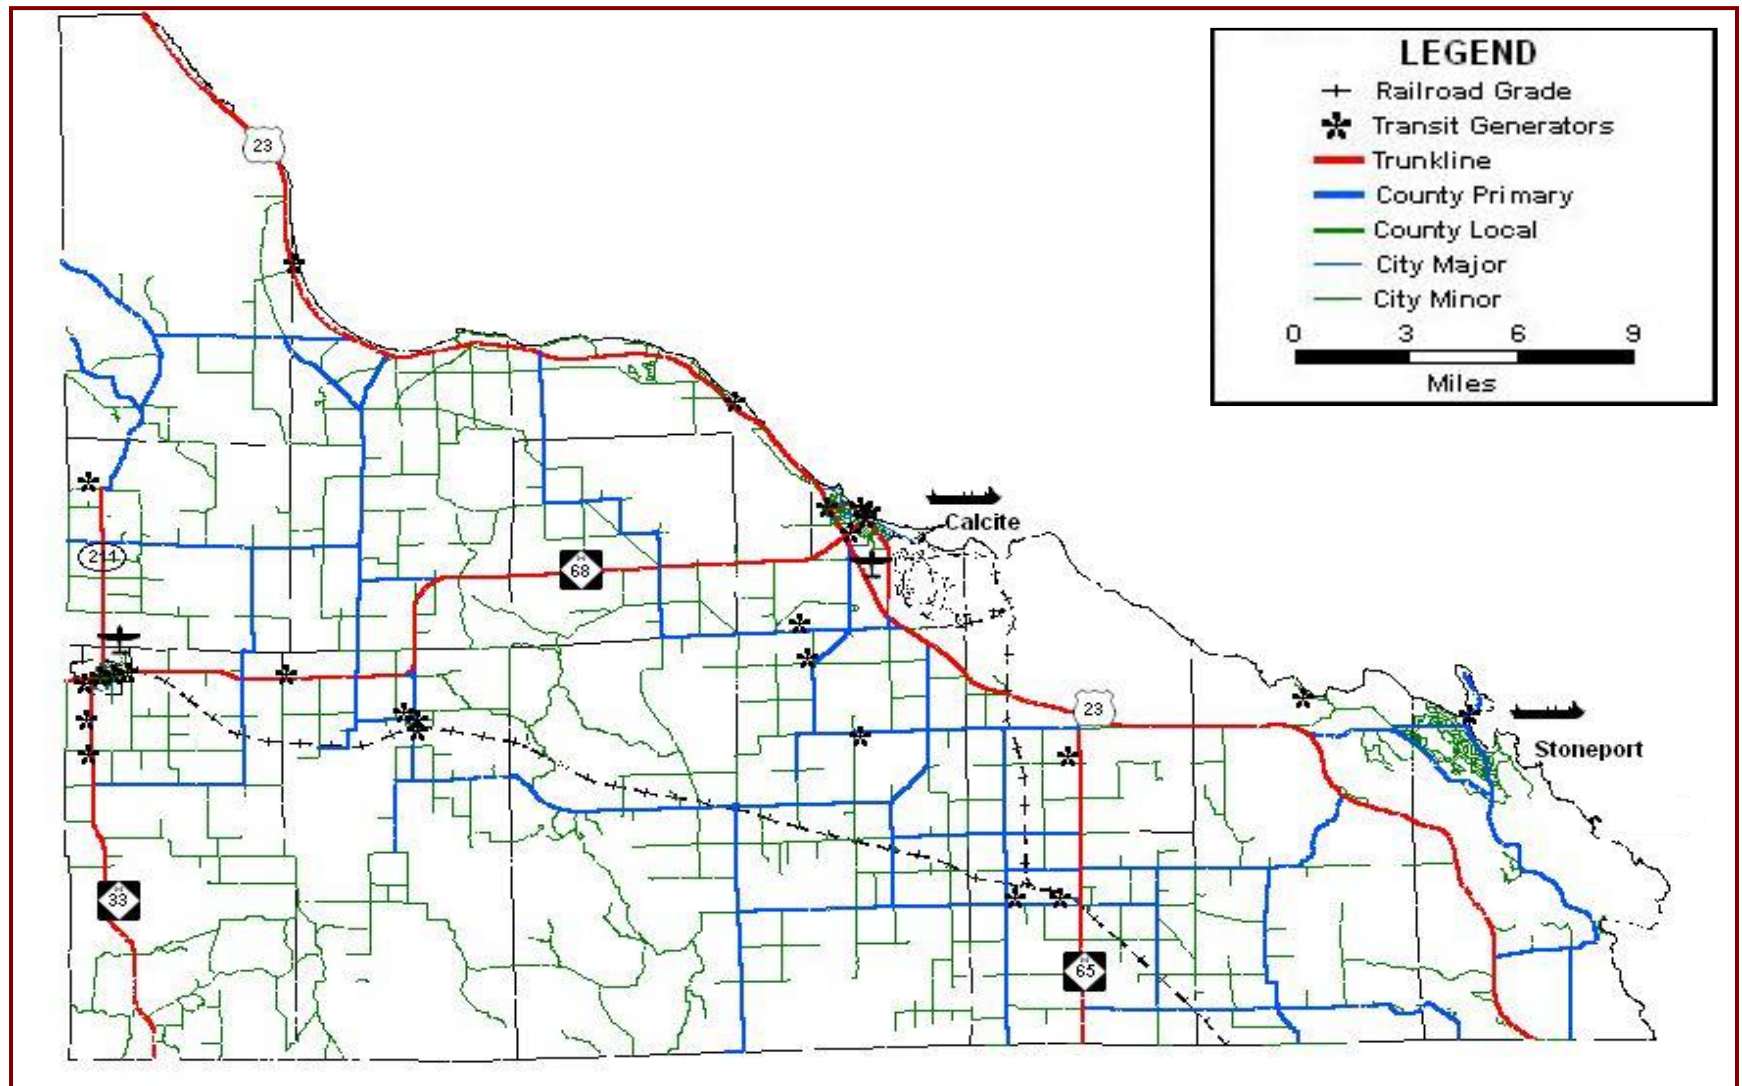 LEGEND
Railroad Grade
Transit Generators
Trunkline
County Primary
County Local
City Major
City Minor
0 3 6 9
Miles
23
Calcite
211
68
23
Stoneport
33
65